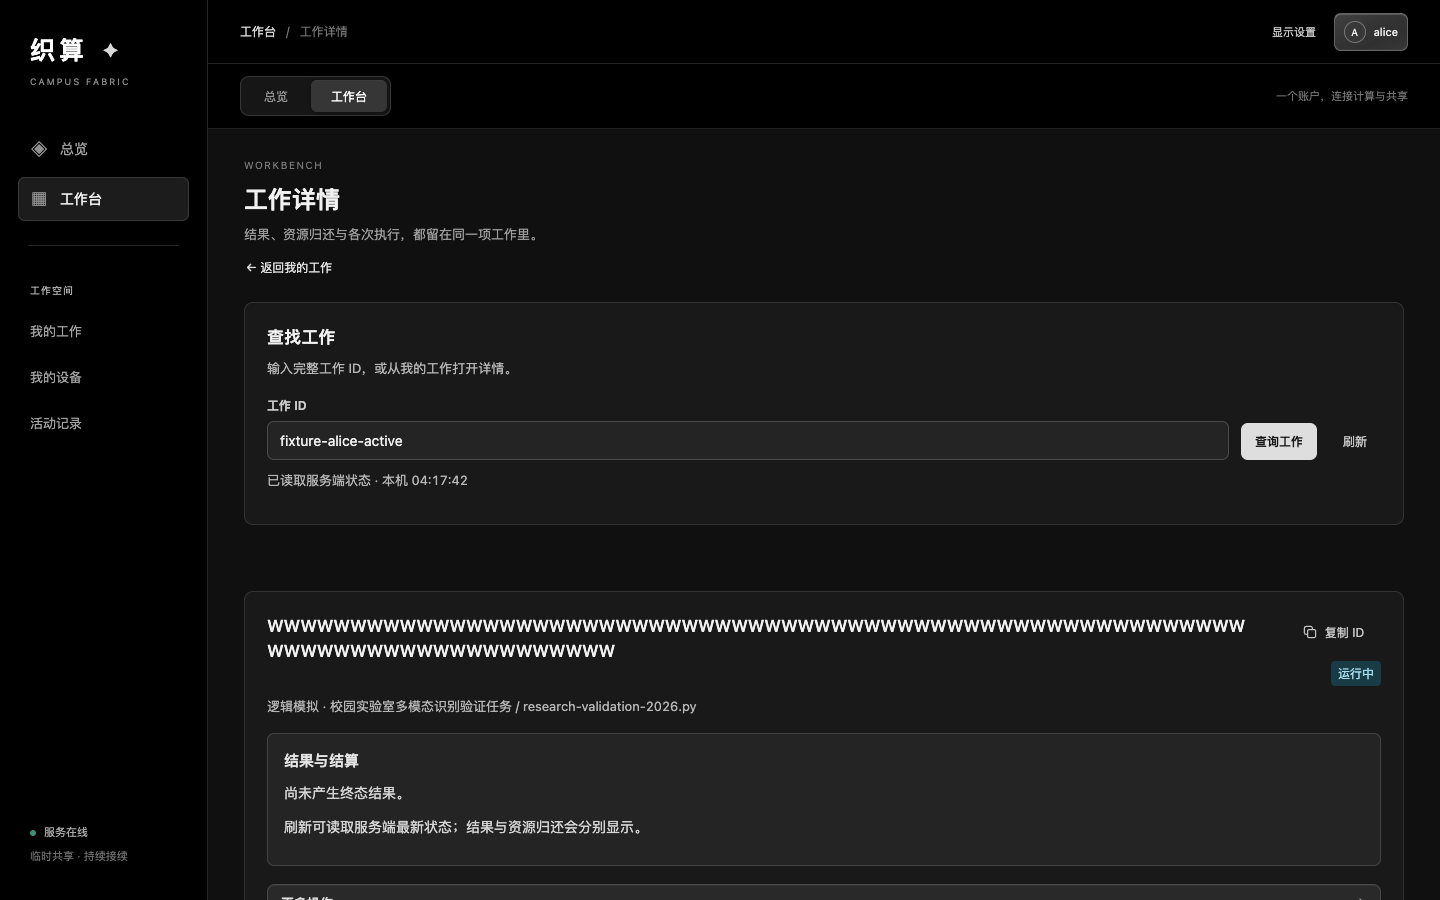 织算
CAMPUS FABRIC
总览
工作台
工作空间
我的工作
我的设备
活动记录
服务在线
临时共享 · 持续接续
工作台 / 工作详情
显示设置
A alice
总览 工作台
一个账户，连接计算与共享
WORKBENCH
工作详情
结果、资源归还与各次执行，都留在同一项工作里。
← 返回我的工作
查找工作
输入完整工作 ID，或从我的工作打开详情。
工作 ID
fixture-alice-active
查询工作
刷新
已读取服务端状态 · 本机 04:17:42
WWWWWWWWWWWWWWWWWWWWWWWWWWWWWWWWWWWWWWWWWWWWWWWWWWWWWWWWWWW
WWWWWWWWWWWWWWWWWWWWW
复制 ID
运行中
逻辑模拟 · 校园实验室多模态识别验证任务 / research-validation-2026.py
结果与结算
尚未产生终态结果。
刷新可读取服务端最新状态；结果与资源归还会分别显示。